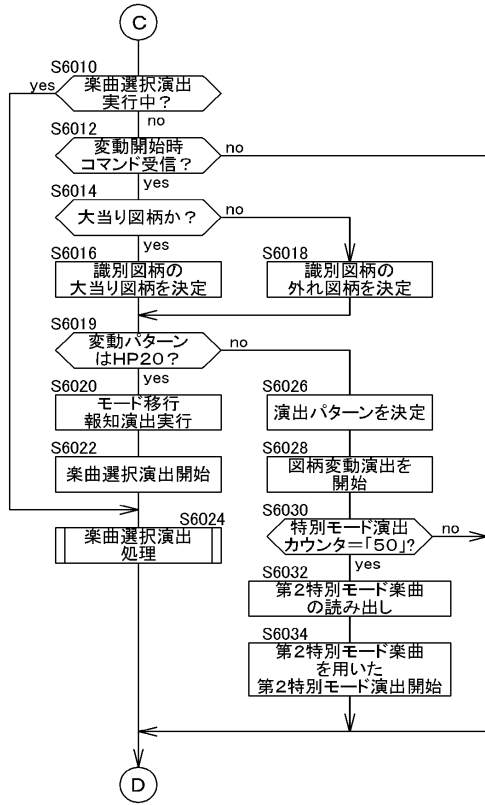 C
S6010
yes
楽曲選択演出
実行中？
no
S6012
変動開始時
コマンド受信？
no
yes
S6014
大当り図柄か？
no
yes
S6016
識別図柄の
大当り図柄を決定
S6018
識別図柄の
外れ図柄を決定
S6019
変動パターン
はHP20？
no
yes
S6020
モード移行
報知演出実行
S6026
演出パターンを決定
S6022
楽曲選択演出開始
S6028
図柄変動演出を
開始
S6024
楽曲選択演出
処理
S6030
特別モード演出
カウンタ=「50」？
no
yes
S6032
第2特別モード楽曲
の読み出し
S6034
第2特別モード楽曲
を用いた
第2特別モード演出開始
D